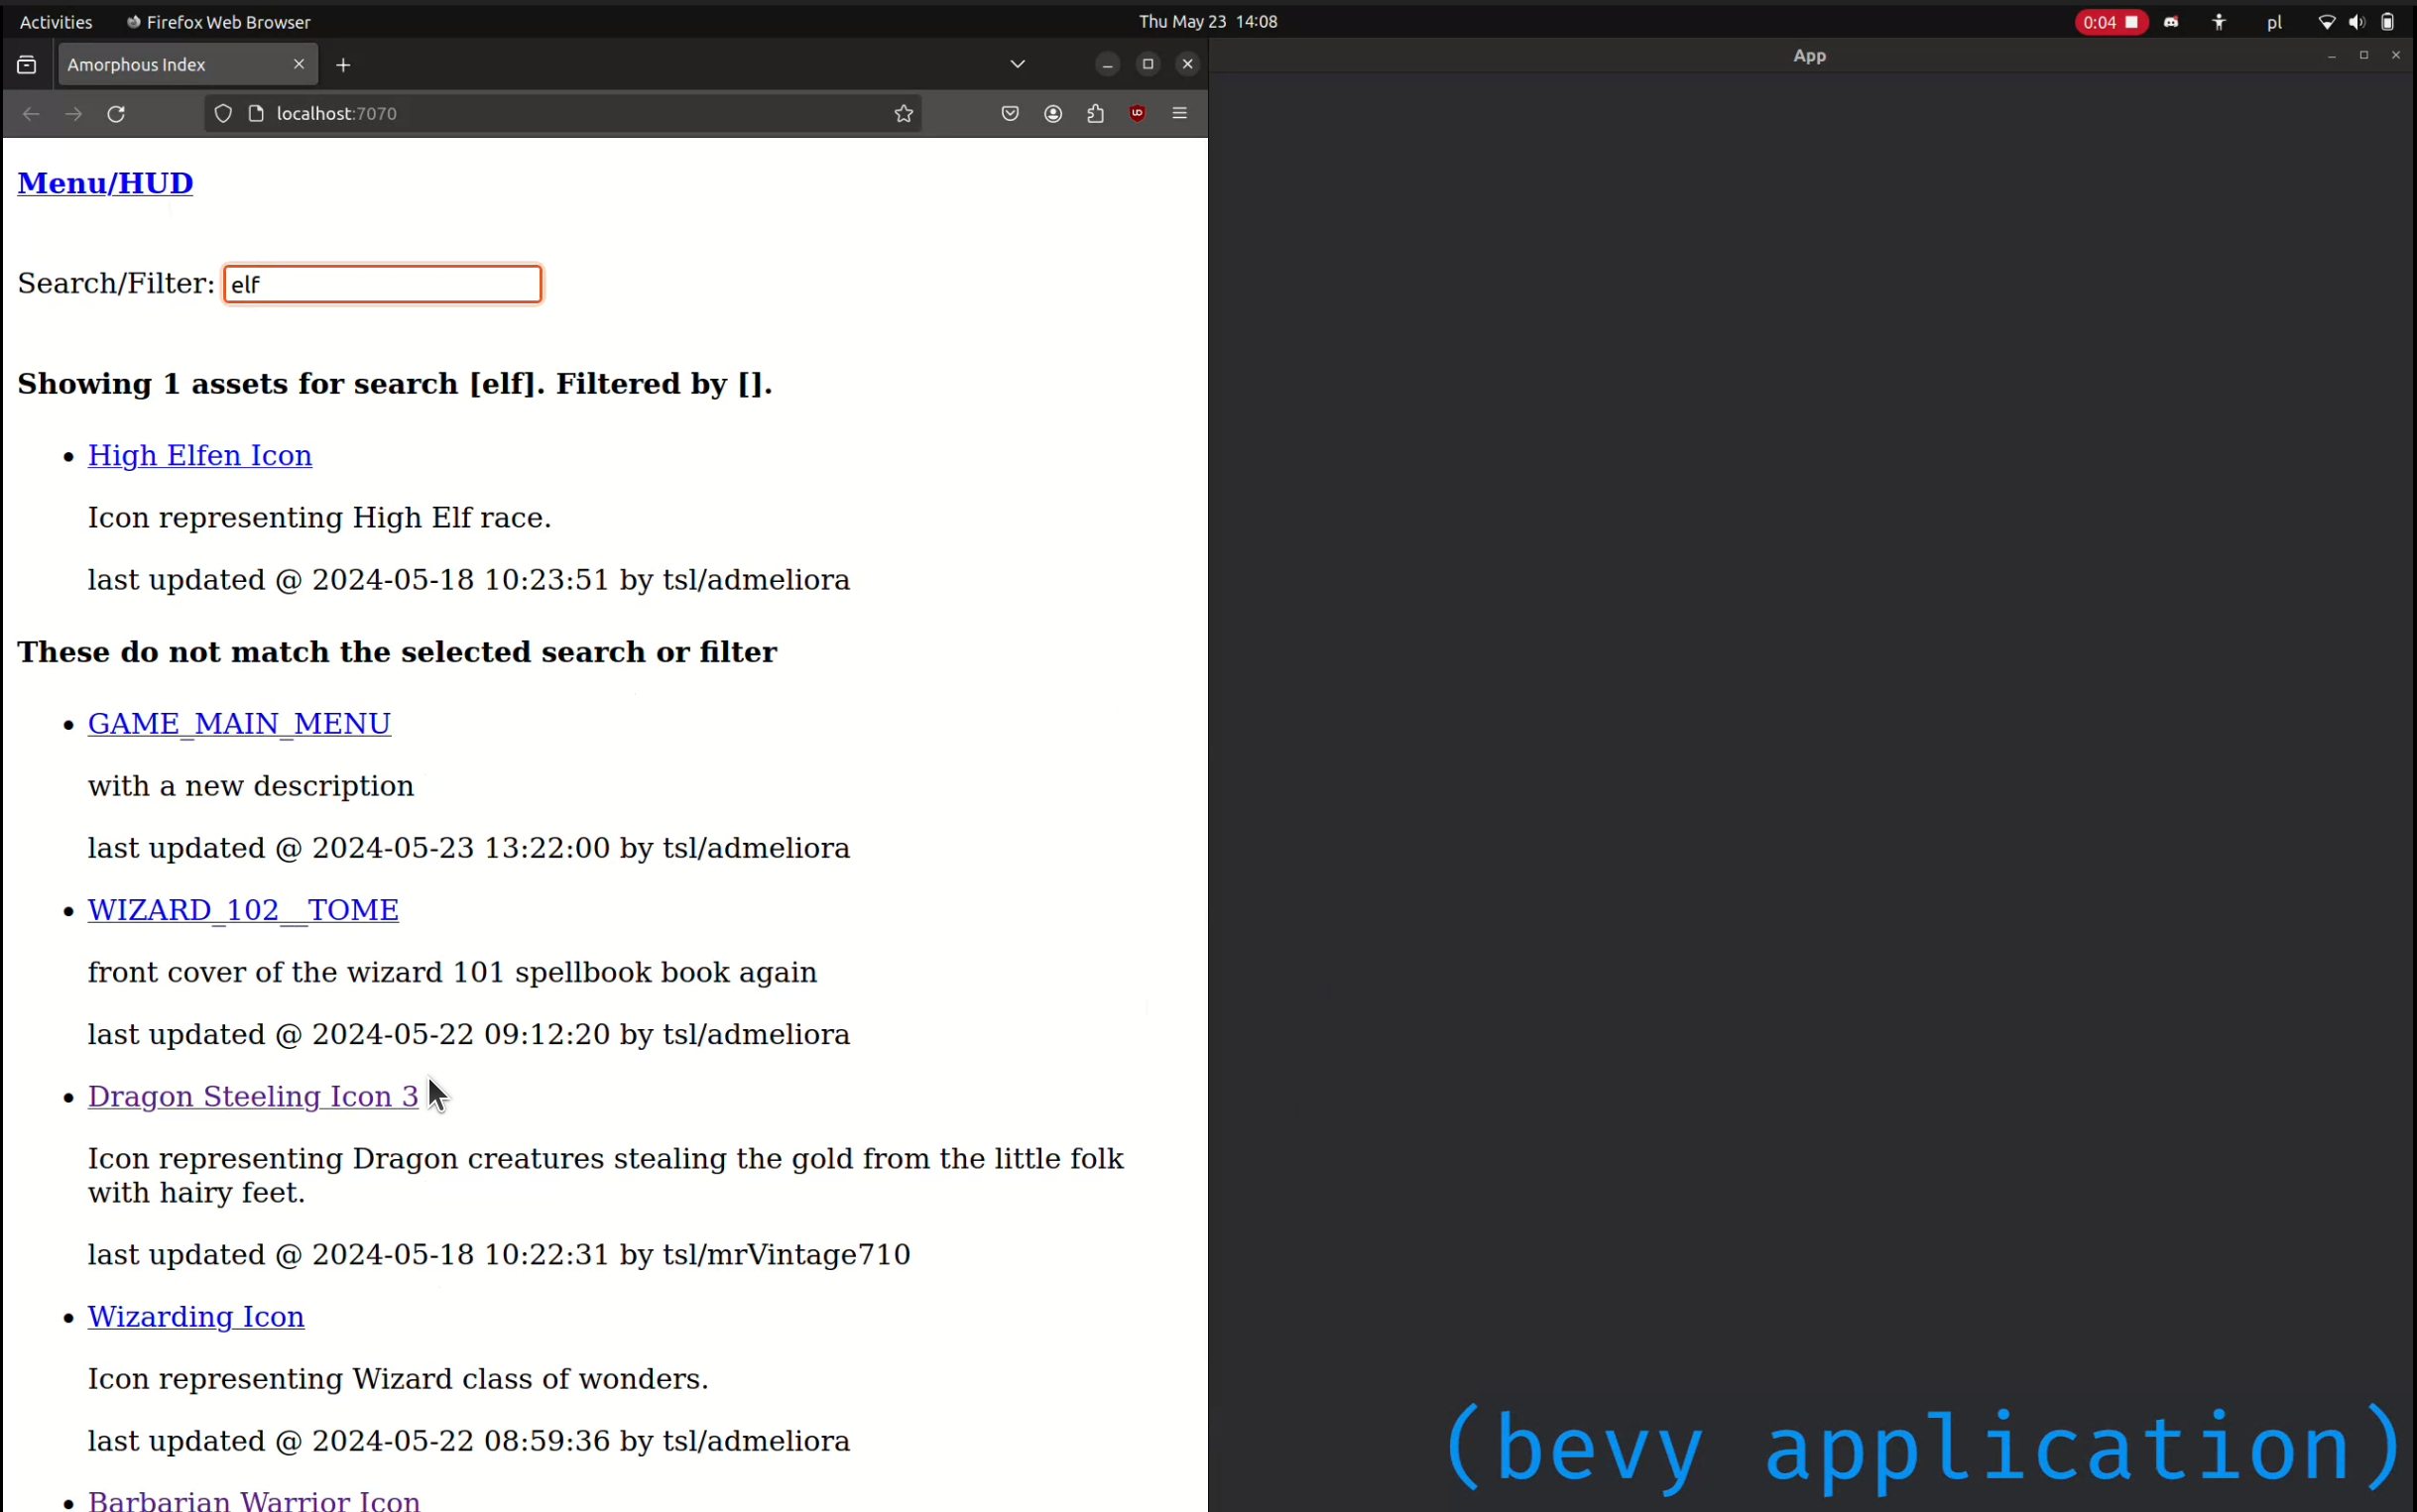 Activities Firefox Web Browser Thu May 23 14:08 0:04 pl
Amorphous Index App
localhost:7070
Menu/HUD
Search/Filter: elf
Showing 1 assets for search [elf]. Filtered by [].
High Elfen Icon
Icon representing High Elf race.
last updated @ 2024-05-18 10:23:51 by tsl/admeliora
These do not match the selected search or filter
GAME_MAIN_MENU
with a new description
last updated @ 2024-05-23 13:22:00 by tsl/admeliora
WIZARD_102__TOME
front cover of the wizard 101 spellbook book again
last updated @ 2024-05-22 09:12:20 by tsl/admeliora
Dragon Steeling Icon 3
Icon representing Dragon creatures stealing the gold from the little folk
with hairy feet.
last updated @ 2024-05-18 10:22:31 by tsl/mrVintage710
Wizarding Icon
Icon representing Wizard class of wonders.
last updated @ 2024-05-22 08:59:36 by tsl/admeliora
Barbarian Warrior Icon
(bevy application)